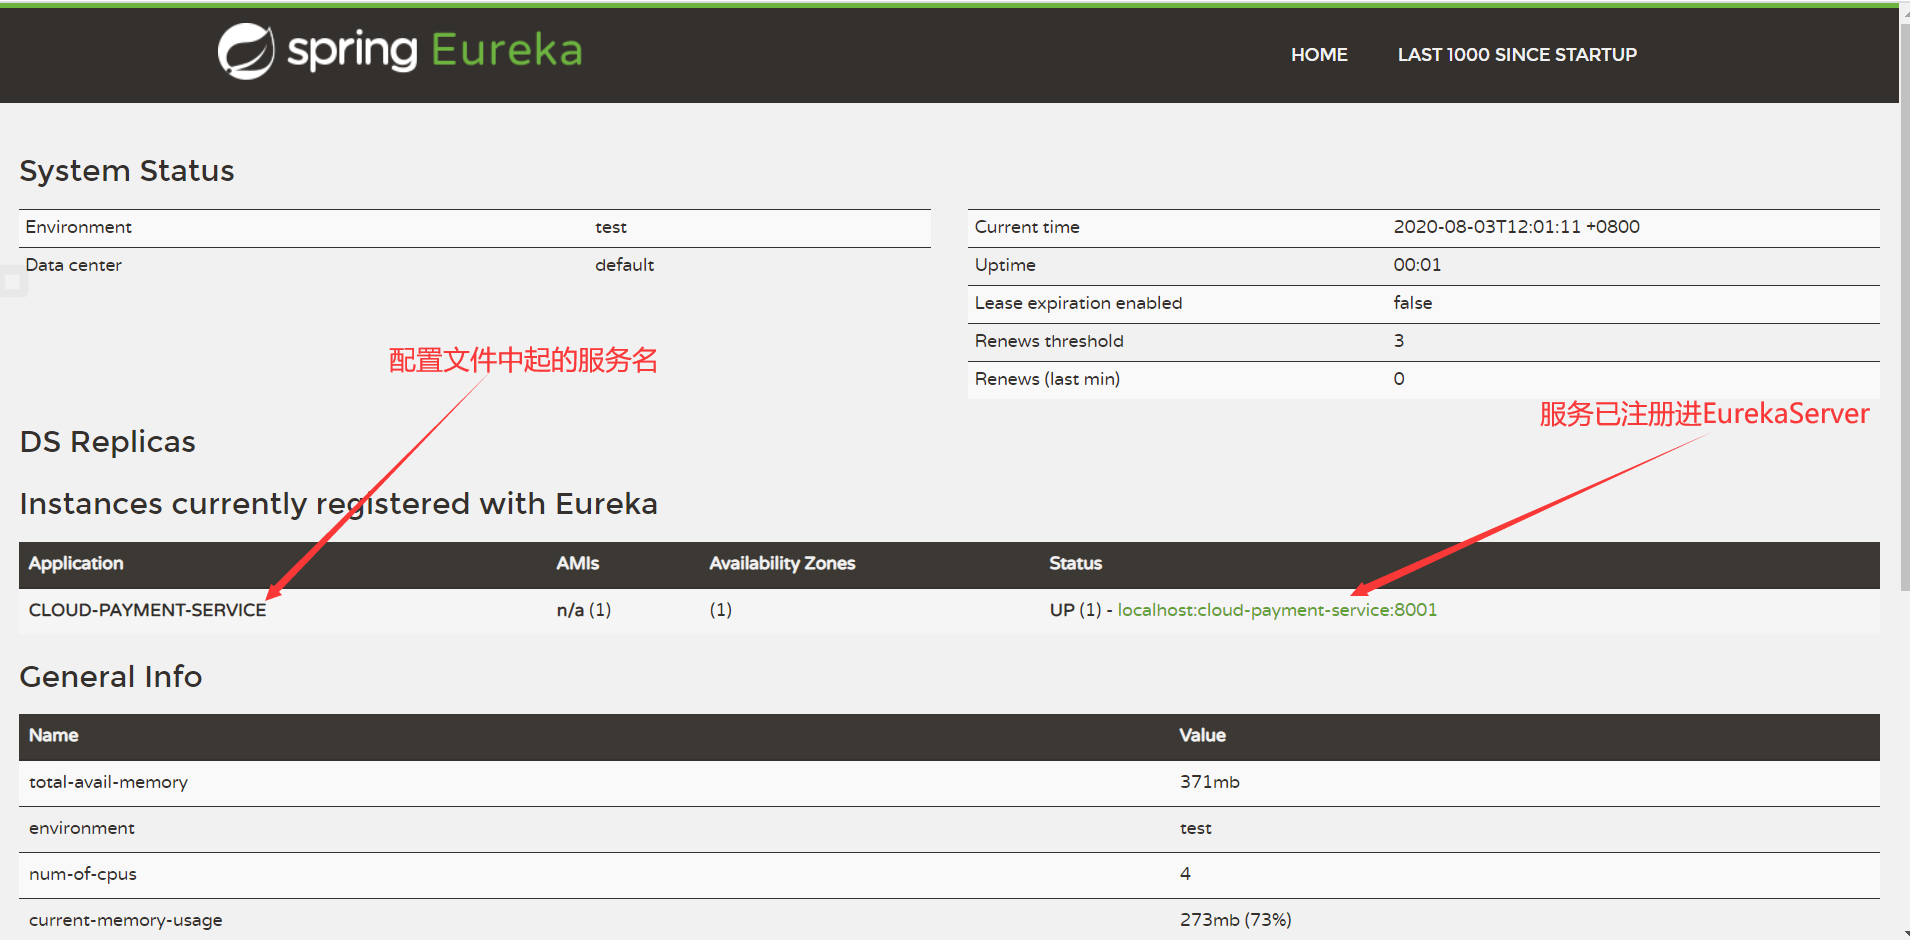 spring Eureka
HOME LAST 1000 SINCE STARTUP
System Status
Environment test
Data center default
Current time 2020-08-03T12:01:11 +0800
Uptime 00:01
Lease expiration enabled false
Renews threshold 3
Renews (last min) 0
配置文件中起的服务名
服务已注册进EurekaServer
DS Replicas
Instances currently registered with Eureka
Application AMIs Availability Zones Status
CLOUD-PAYMENT-SERVICE n/a (1) (1) UP (1) - localhost:cloud-payment-service:8001
General Info
Name Value
total-avail-memory 371mb
environment test
num-of-cpus 4
current-memory-usage 273mb (73%)